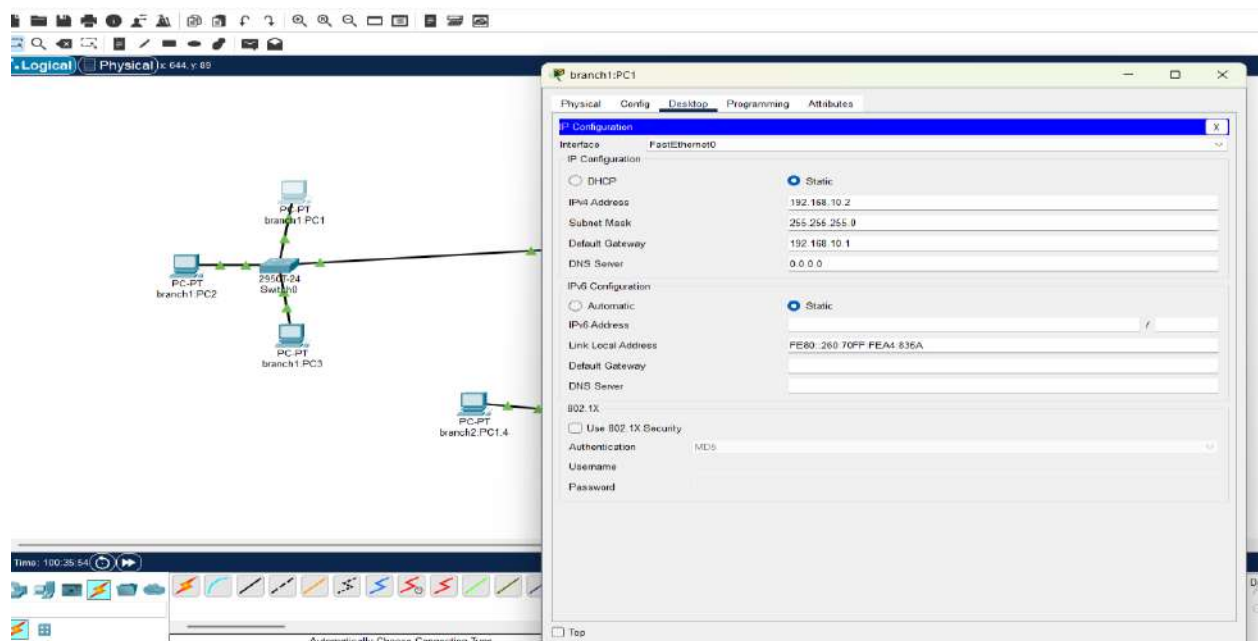 Logical Physical x: 644, y: 89
PC-PT
branch1:PC1
PC-PT
branch1:PC2
2950T-24
Switch0
PC-PT
branch1:PC3
PC-PT
branch2:PC1.4
Time: 100:35:54
Automatically Choose Connection Type
branch1:PC1
Physical Config Desktop Programming Attributes
IP Configuration X
Interface FastEthernet0
IP Configuration
DHCP Static
IPv4 Address 192.168.10.2
Subnet Mask 255.255.255.0
Default Gateway 192.168.10.1
DNS Server 0.0.0.0
IPv6 Configuration
Automatic Static
IPv6 Address /
Link Local Address FE80::260:70FF:FEA4:836A
Default Gateway
DNS Server
802.1X
Use 802.1X Security
Authentication MD5
Username
Password
Top